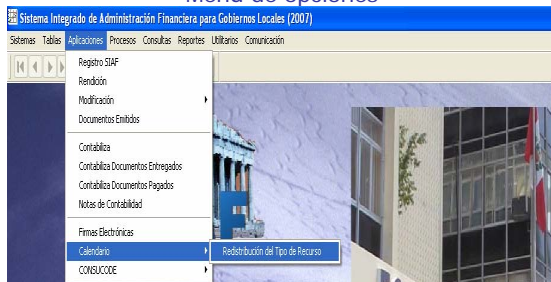 Menú de opciones
Sistema Integrado de Administración Financiera para Gobiernos Locales (2007)
Sistemas Tablas Aplicaciones Procesos Consultas Reportes Utilitarios Comunicación
Registro SIAF
Rendición
Modificación
Documentos Emitidos
Contabiliza
Contabiliza Documentos Entregados
Contabiliza Documentos Pagados
Notas de Contabilidad
Firmas Electrónicas
Calendario
Redistribución del Tipo de Recurso
CONSUCODE